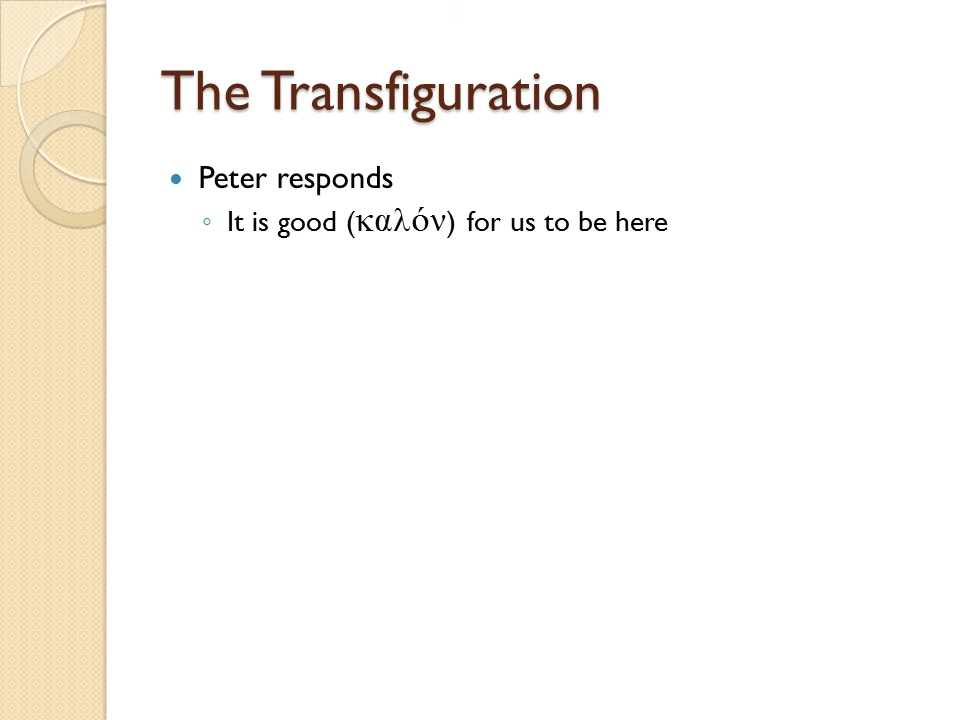 The Transfiguration
Peter responds
It is good (καλόν) for us to be here